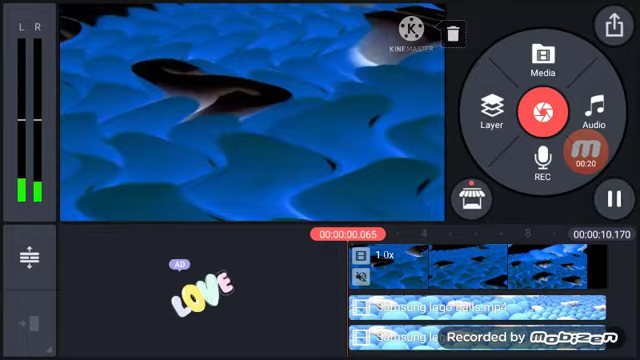 L R
KINEMASTER
Media
Layer
Audio
REC
00:20
00:00:00.065
4
8
00:00:10.170
1.0x
AD
LOVE
Samsung logo balls.mp4
Samsung log
Recorded by Mobizen